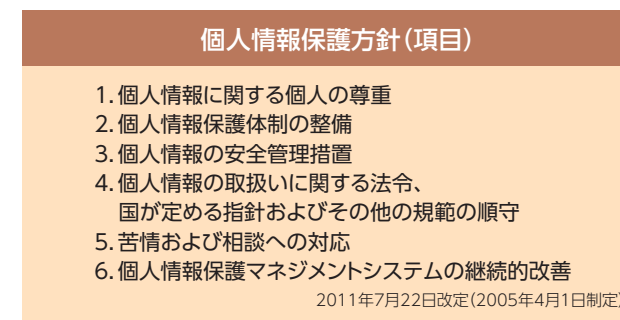 個人情報保護方針（項目）
1. 個人情報に関する個人の尊重
2. 個人情報保護体制の整備
3. 個人情報の安全管理措置
4. 個人情報の取扱いに関する法令、
国が定める指針およびその他の規範の順守
5. 苦情および相談への対応
6. 個人情報保護マネジメントシステムの継続的改善
2011年7月22日改定（2005年4月1日制定）